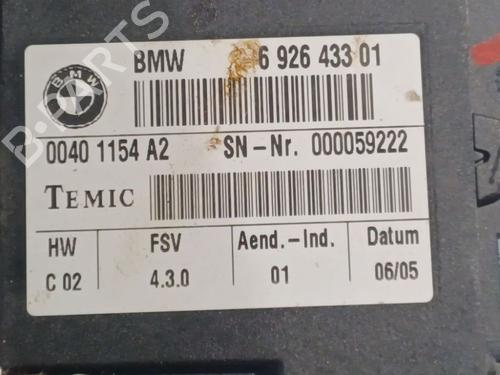 BMW
BMW 6 926 433 01
0040 1154 A2 SN-Nr. 000059222
TEMIC
HW FSV Aend.-Ind. Datum
C 02 4.3.0 01 06/05
B-PARTS